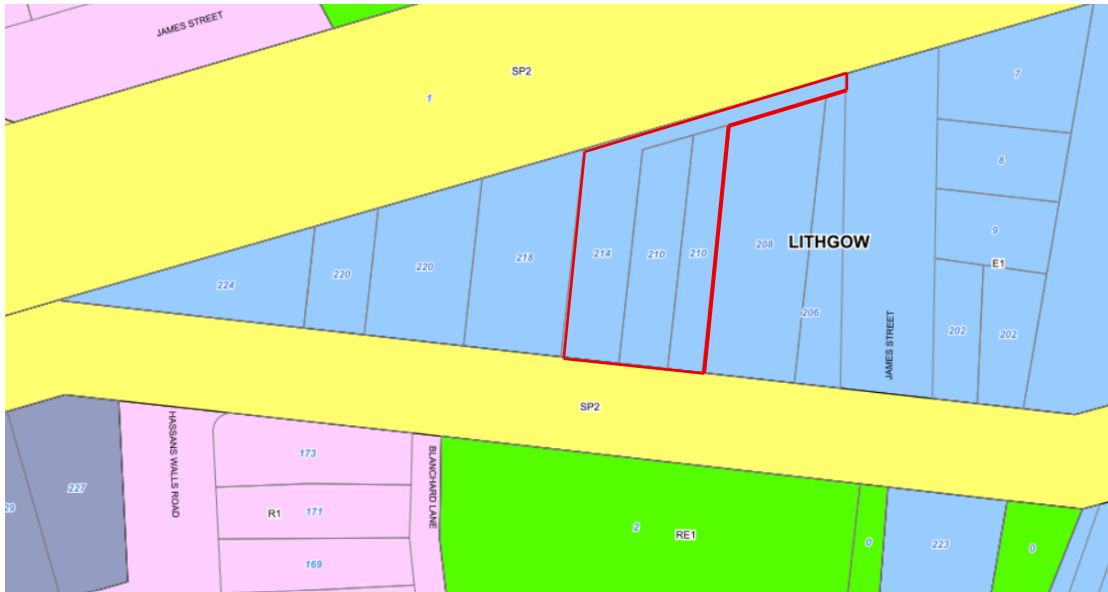 JAMES STREET
SP2
1
7
8
9
E1
LITHGOW
208
206
214
210
210
218
220
220
224
202
202
JAMES STREET
SP2
HASSANS WALLS ROAD
173
R1
171
169
BLANCHARD LANE
227
29
2
RE1
0
223
0